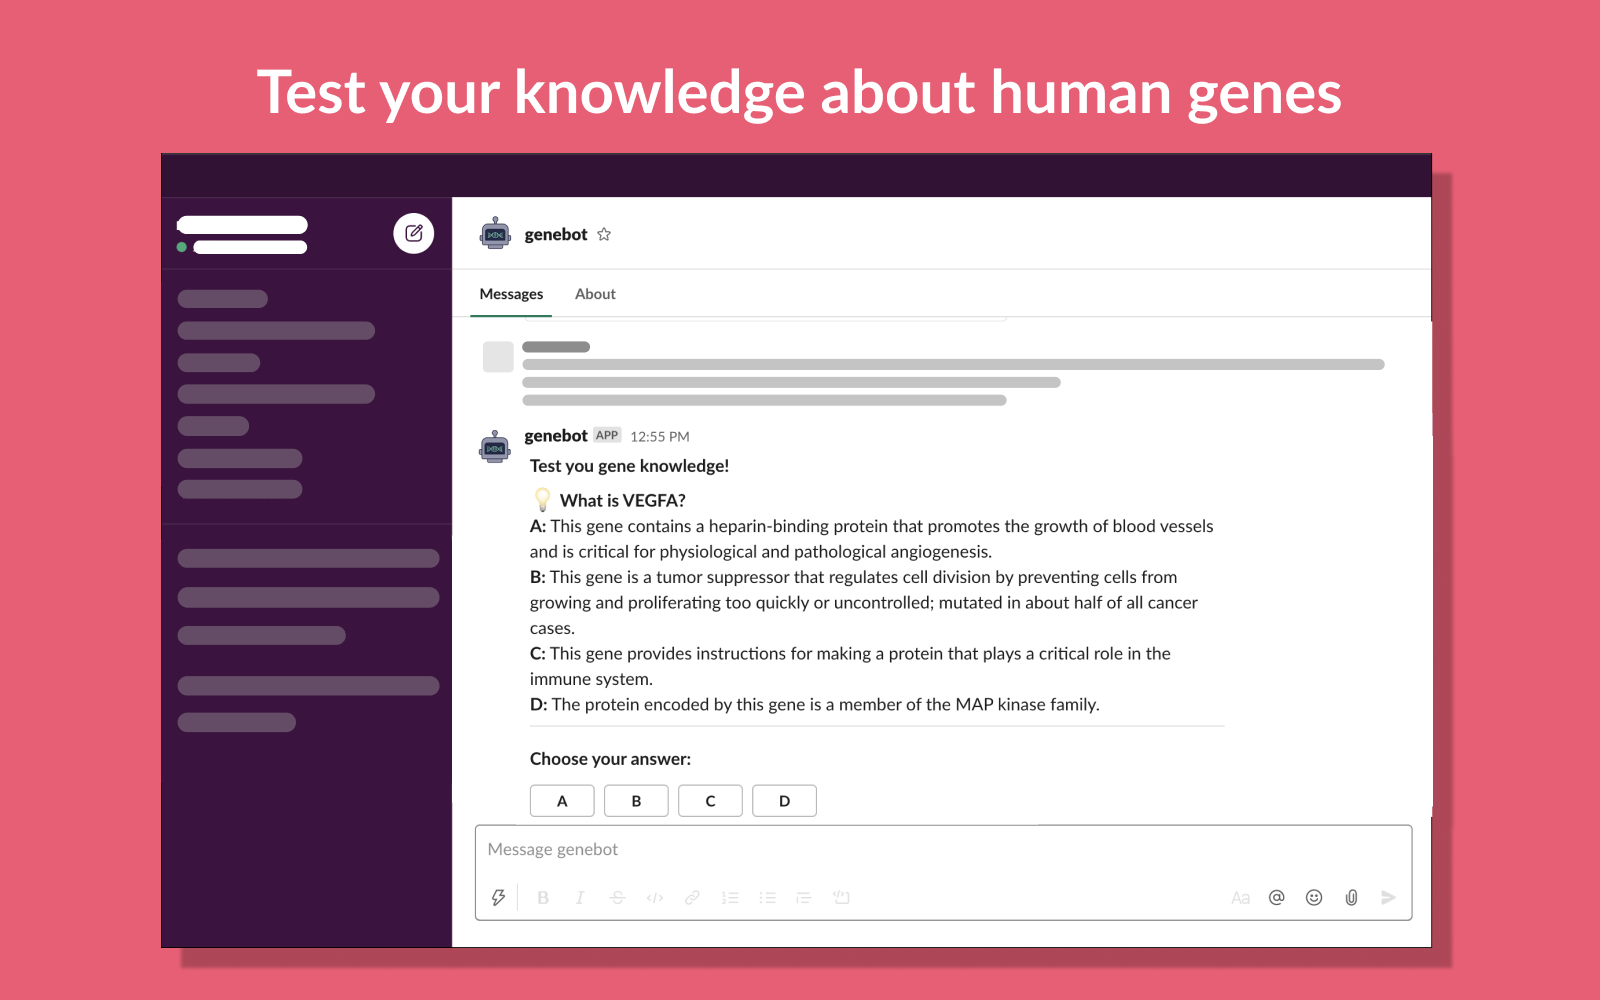 Test your knowledge about human genes
genebot
Messages About
genebot APP 12:55 PM
Test you gene knowledge!
What is VEGFA?
A: This gene contains a heparin-binding protein that promotes the growth of blood vessels
and is critical for physiological and pathological angiogenesis.
B: This gene is a tumor suppressor that regulates cell division by preventing cells from
growing and proliferating too quickly or uncontrolled; mutated in about half of all cancer
cases.
C: This gene provides instructions for making a protein that plays a critical role in the
immune system.
D: The protein encoded by this gene is a member of the MAP kinase family.
Choose your answer:
A B C D
Message genebot
B I S Aa @